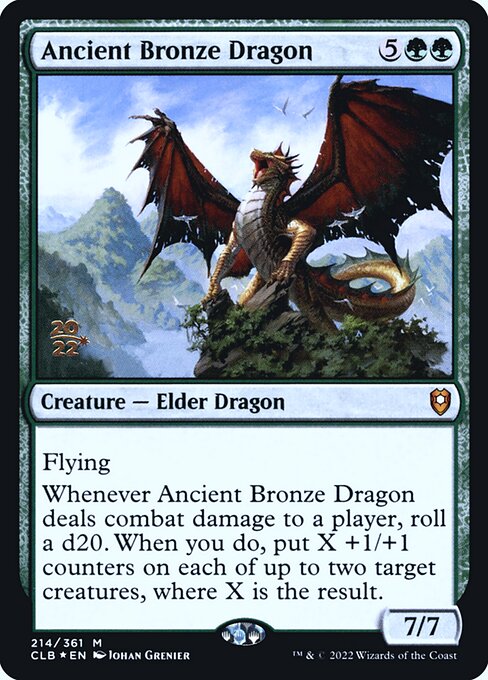 Ancient Bronze Dragon 5
20
22
Creature — Elder Dragon
Flying
Whenever Ancient Bronze Dragon
deals combat damage to a player, roll
a d20. When you do, put X +1/+1
counters on each of up to two target
creatures, where X is the result.
7/7
214/361 M
CLB★EN Johan Grenier
™ & © 2022 Wizards of the Coast